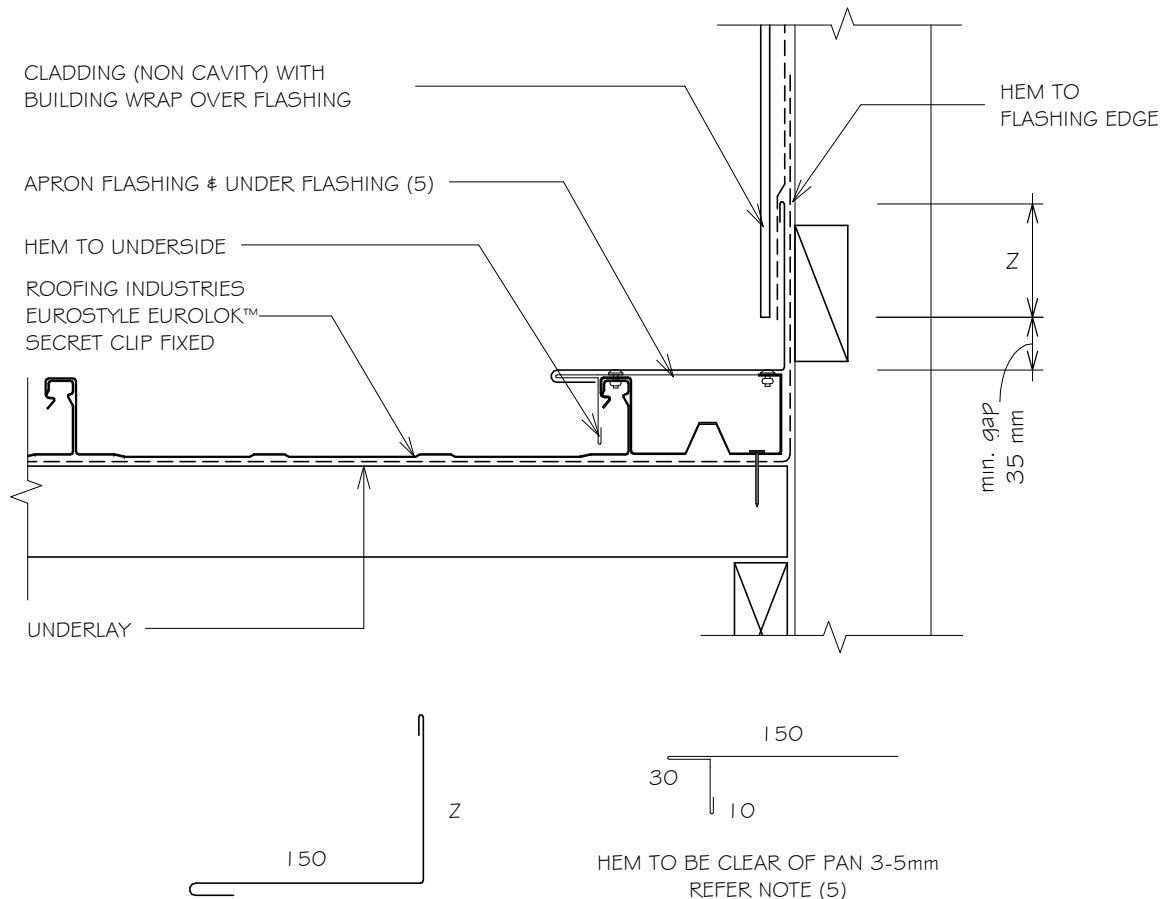 CLADDING (NON CAVITY) WITH
BUILDING WRAP OVER FLASHING
HEM TO
FLASHING EDGE
APRON FLASHING & UNDER FLASHING (5)
HEM TO UNDERSIDE
Z
ROOFING INDUSTRIES
EUROSTYLE EUROLOK™
SECRET CLIP FIXED
min. gap
35 mm
UNDERLAY
150
Z
150
30
10
HEM TO BE CLEAR OF PAN 3-5mm
REFER NOTE (5)